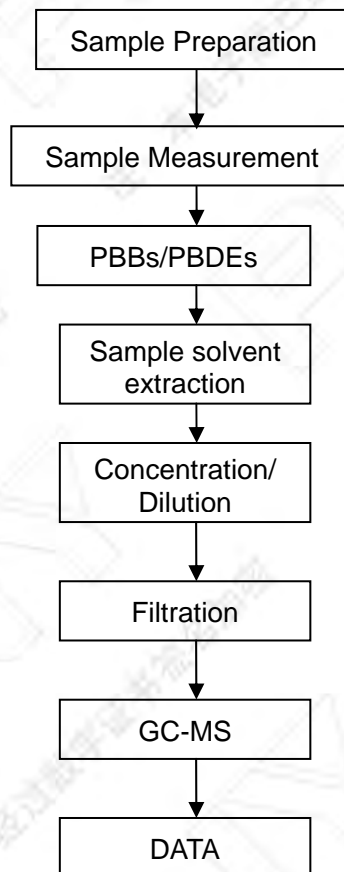 Sample Preparation
Sample Measurement
PBBs/PBDEs
Sample solvent
extraction
Concentration/
Dilution
Filtration
GC-MS
DATA